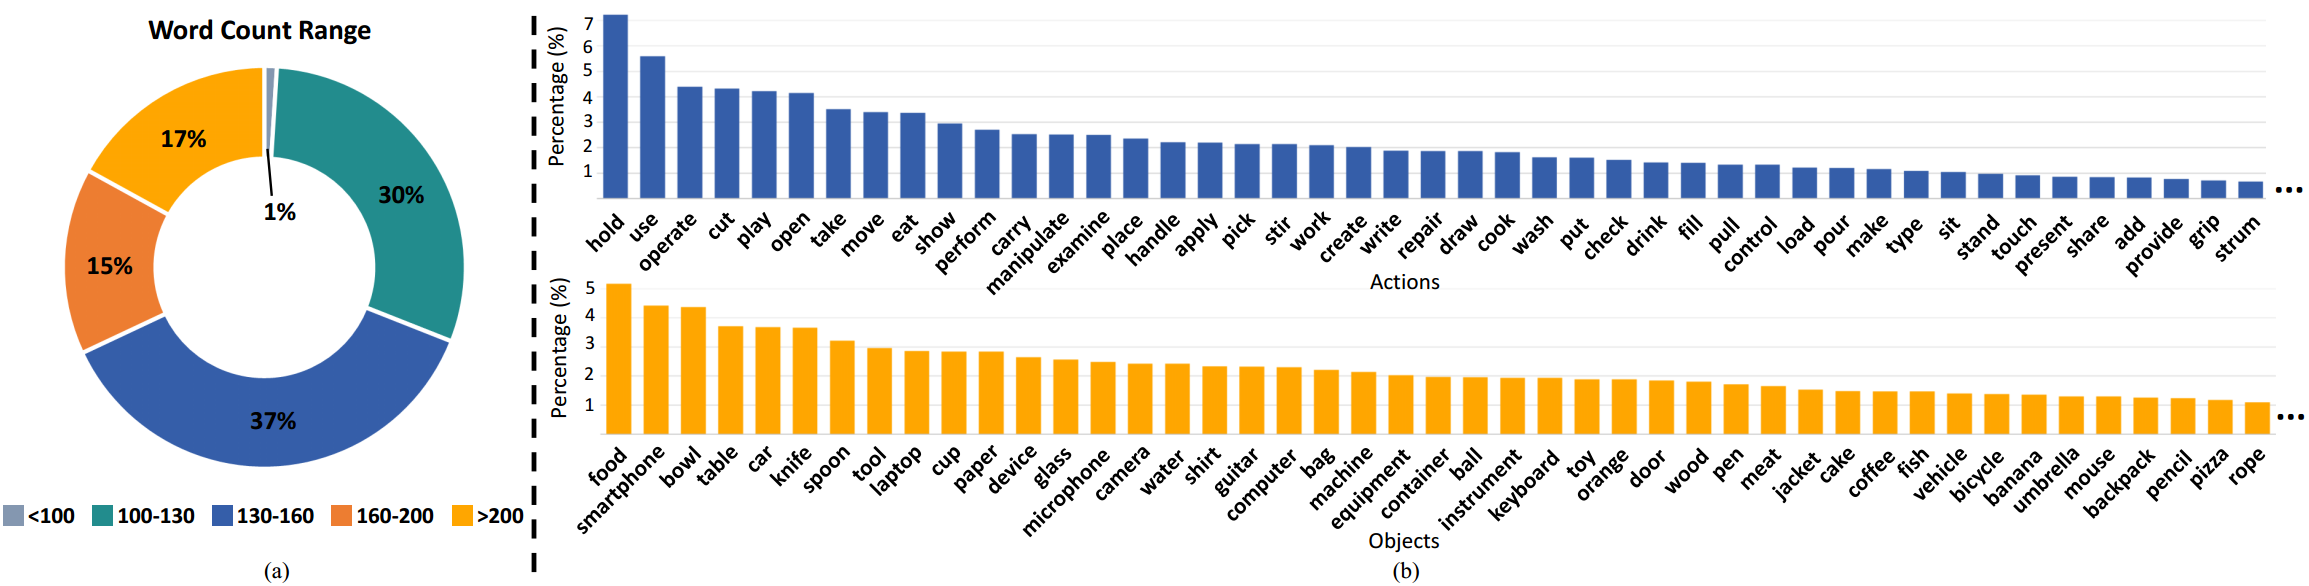 Word Count Range
17%
30%
1%
15%
37%
<100 100-130 130-160 160-200 >200
(a)
Percentage (%)
7
6
5
4
3
2
1
hold use operate cut play open take move eat show perform carry manipulate examine place handle apply pick stir work create write repair draw cook wash put check drink fill pull control load pour make type sit stand touch present share add provide grip strum
...
Actions
Percentage (%)
5
4
3
2
1
food smartphone bowl table car knife spoon tool laptop cup paper device glass microphone camera water shirt guitar computer bag machine equipment container ball instrument keyboard toy orange door wood pen meat jacket cake coffee fish vehicle bicycle banana umbrella mouse backpack pencil pizza rope
...
Objects
(b)